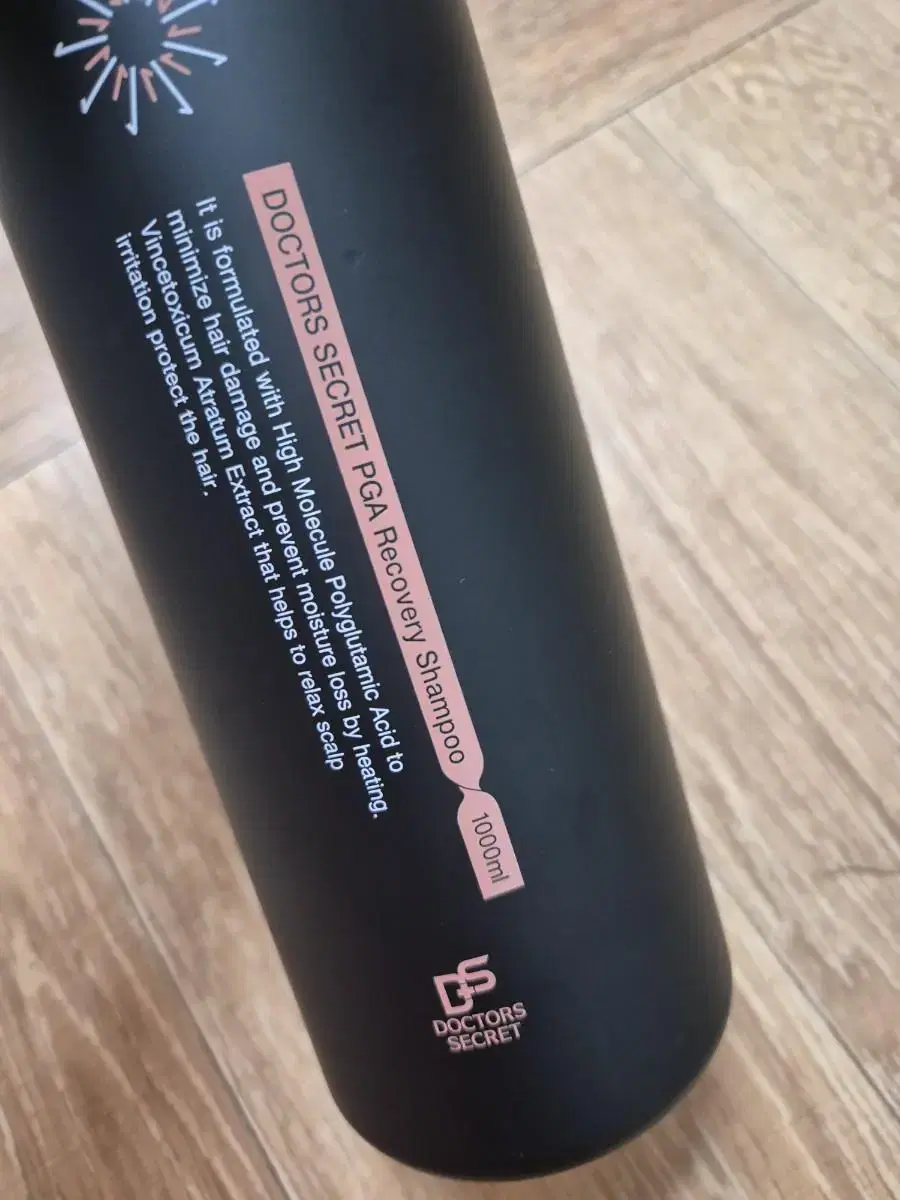 DOCTORS SECRET PGA Recovery Shampoo
1000ml
It is formulated with High Molecule Polyglutamic Acid to
minimize hair damage and prevent moisture loss by heating.
Vincetoxicum Atratum Extract that helps to relax scalp
irritation protect the hair.
DS
DOCTORS
SECRET